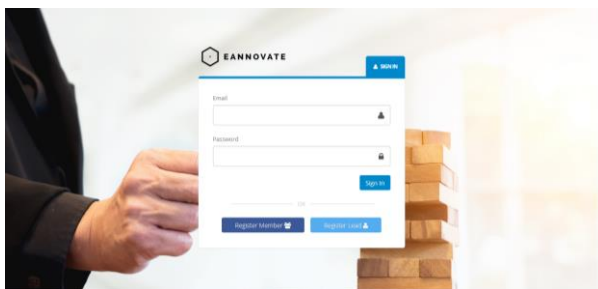 EANNOVATE
SIGN IN
Email
Password
Sign In
OR
Register Member
Register Lead